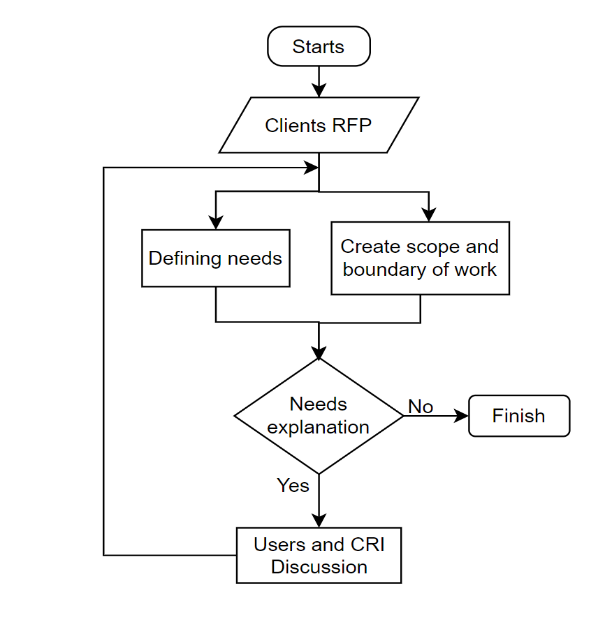 Starts
Clients RFP
Defining needs
Create scope and
boundary of work
Needs
explanation
No
Finish
Yes
Users and CRI
Discussion